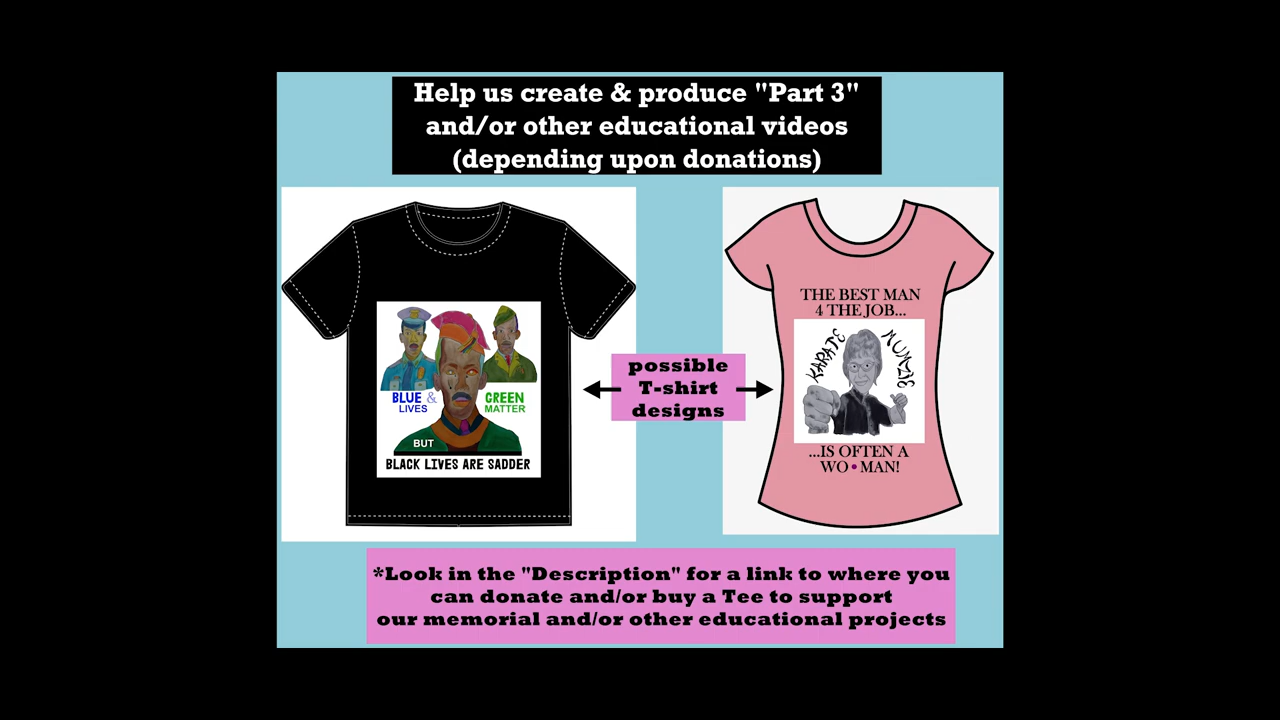 Help us create & produce "Part 3"
and/or other educational videos
(depending upon donations)
BLUE & GREEN
LIVES MATTER
BUT
BLACK LIVES ARE SADDER
possible
T-shirt
designs
THE BEST MAN
4 THE JOB...
KARATE MUMZIE
...IS OFTEN A
WO•MAN!
*Look in the "Description" for a link to where you
can donate and/or buy a Tee to support
our memorial and/or other educational projects